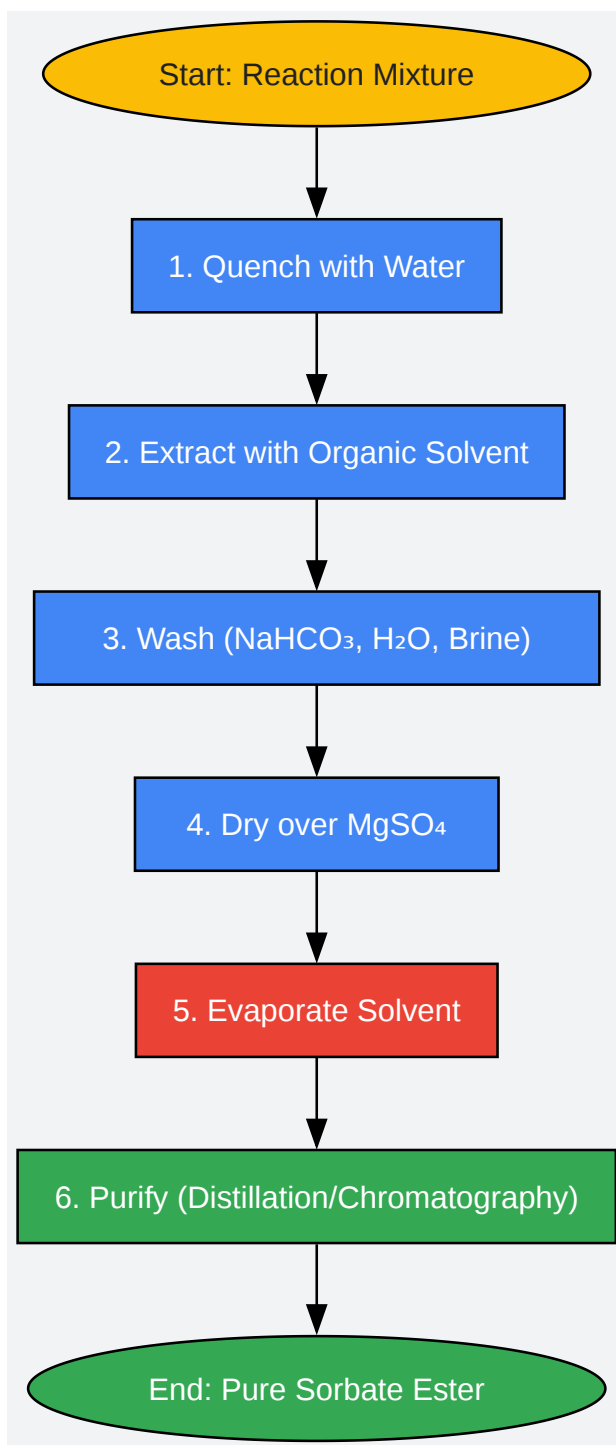 Start: Reaction Mixture
1. Quench with Water
2. Extract with Organic Solvent
3. Wash (NaHCO₃, H₂O, Brine)
4. Dry over MgSO₄
5. Evaporate Solvent
6. Purify (Distillation/Chromatography)
End: Pure Sorbate Ester